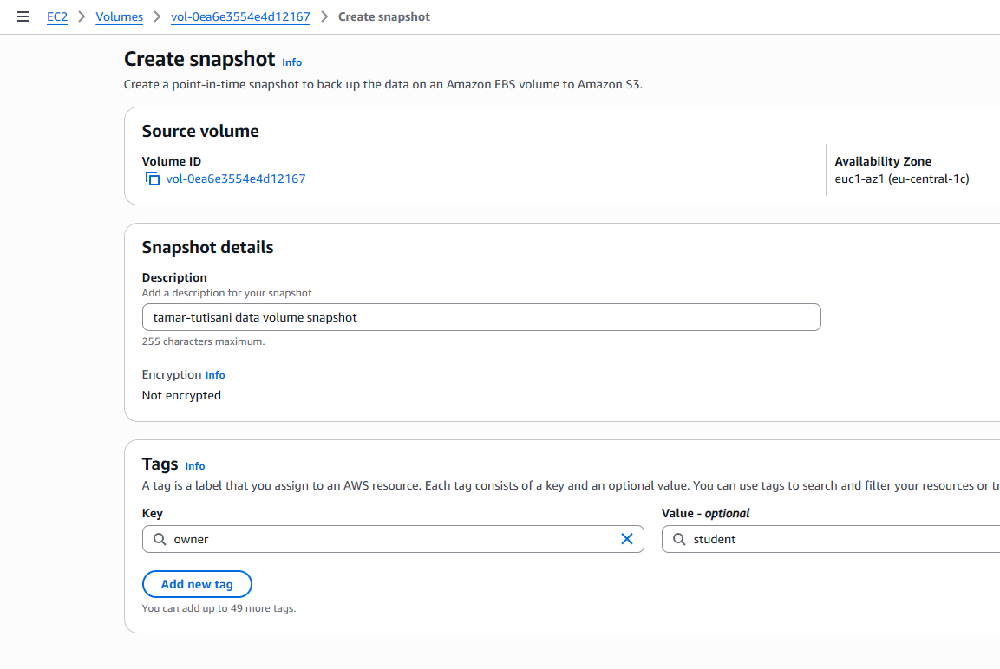 EC2 > Volumes > vol-0ea6e3554e4d12167 > Create snapshot
Create snapshot Info
Create a point-in-time snapshot to back up the data on an Amazon EBS volume to Amazon S3.
Source volume
Volume ID
vol-0ea6e3554e4d12167
Availability Zone
euc1-az1 (eu-central-1c)
Snapshot details
Description
Add a description for your snapshot
tamar-tutisani data volume snapshot
255 characters maximum.
Encryption Info
Not encrypted
Tags Info
A tag is a label that you assign to an AWS resource. Each tag consists of a key and an optional value. You can use tags to search and filter your resources or
Key
Value - optional
owner
student
Add new tag
You can add up to 49 more tags.